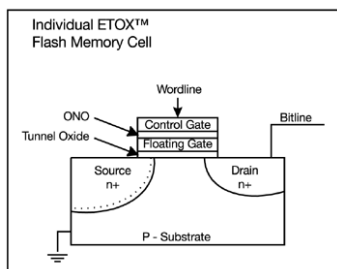 Individual ETOX™
Flash Memory Cell
Wordline
ONO
Control Gate
Bitline
Tunnel Oxide
Floating Gate
Source
n+
Drain
n+
P - Substrate